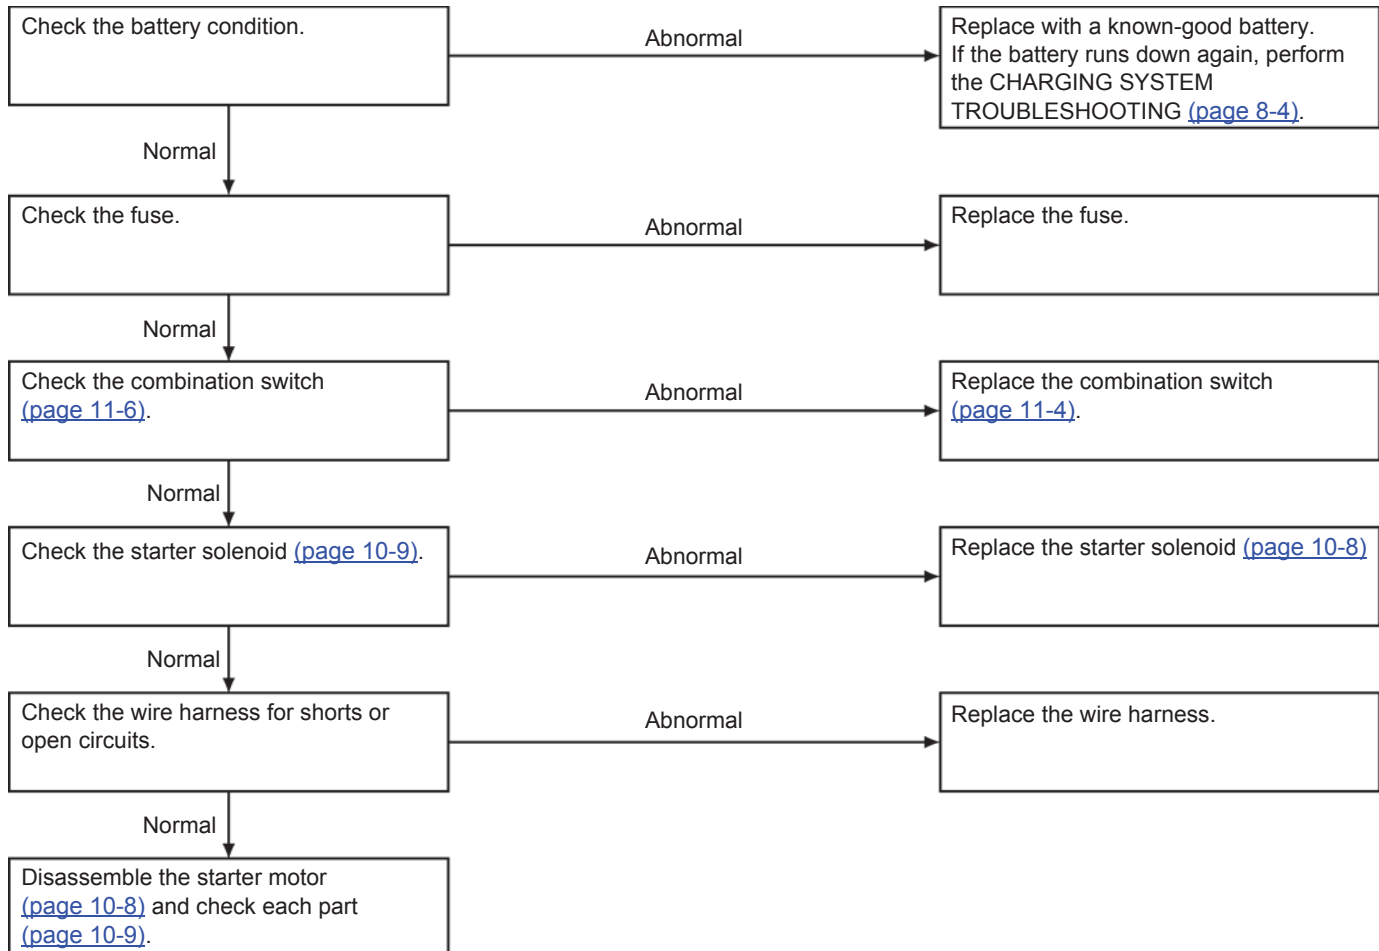 Check the battery condition.
Abnormal
Replace with a known-good battery.
If the battery runs down again, perform
the CHARGING SYSTEM
TROUBLESHOOTING (page 8-4).
Normal
Check the fuse.
Abnormal
Replace the fuse.
Normal
Check the combination switch
(page 11-6).
Abnormal
Replace the combination switch
(page 11-4).
Normal
Check the starter solenoid (page 10-9).
Abnormal
Replace the starter solenoid (page 10-8)
Normal
Check the wire harness for shorts or
open circuits.
Abnormal
Replace the wire harness.
Normal
Disassemble the starter motor
(page 10-8) and check each part
(page 10-9).